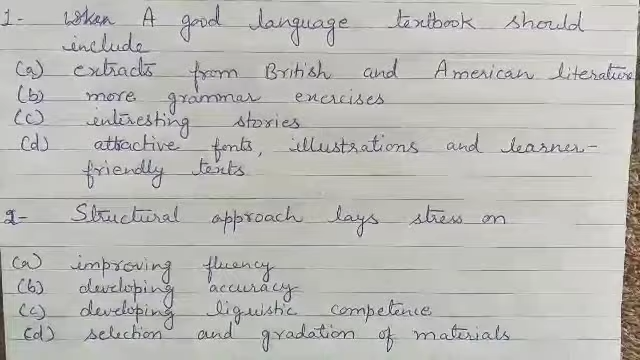 1- When A good language textbook should
include
(a) extracts from British and American literature
(b) more grammar exercises
(c) interesting stories
(d) attractive fonts, illustrations and learner-
friendly texts
2- Structural approach lays stress on
(a) improving fluency
(b) developing accuracy
(c) developing liguistic competence
(d) selection and gradation of materials